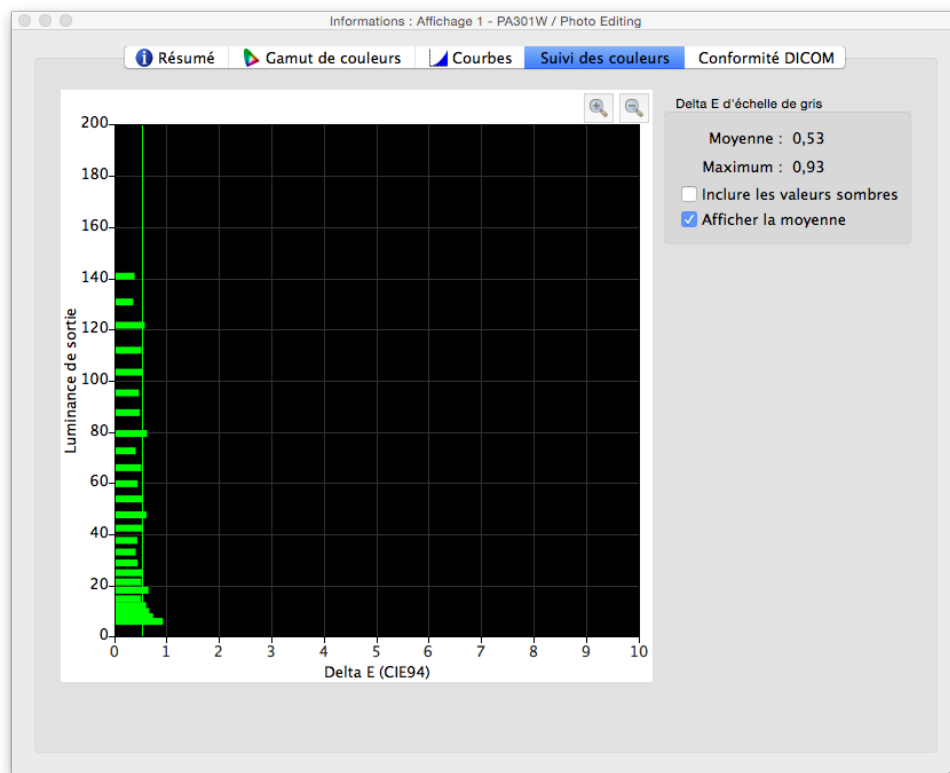 Informations : Affichage 1 - PA301W / Photo Editing
Résumé
Gamut de couleurs
Courbes
Suivi des couleurs
Conformité DICOM
200
180
160
140
120
100
80
60
40
20
0
Luminance de sortie
0 1 2 3 4 5 6 7 8 9 10
Delta E (CIE94)
Delta E d'échelle de gris
Moyenne : 0,53
Maximum : 0,93
Inclure les valeurs sombres
Afficher la moyenne